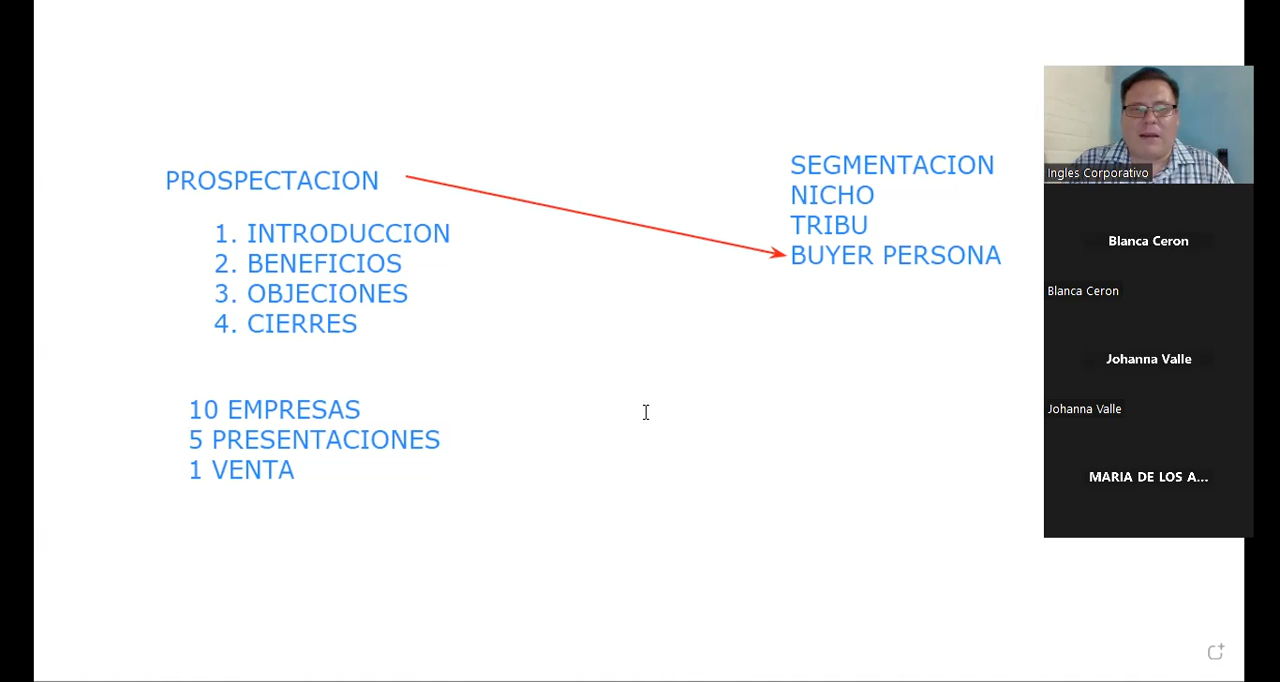 PROSPECTACION
1. INTRODUCCION
2. BENEFICIOS
3. OBJECIONES
4. CIERRES
10 EMPRESAS
5 PRESENTACIONES
1 VENTA
SEGMENTACION
NICHO
TRIBU
BUYER PERSONA
Ingles Corporativo
Blanca Ceron
Blanca Ceron
Johanna Valle
Johanna Valle
MARIA DE LOS A...